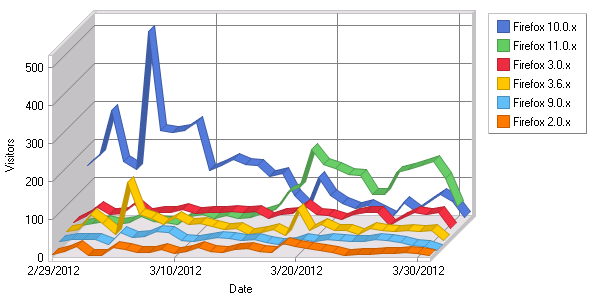 Visitors
500
400
300
200
100
0
2/29/2012
3/10/2012
3/20/2012
3/30/2012
Date
Firefox 10.0.x
Firefox 11.0.x
Firefox 3.0.x
Firefox 3.6.x
Firefox 9.0.x
Firefox 2.0.x